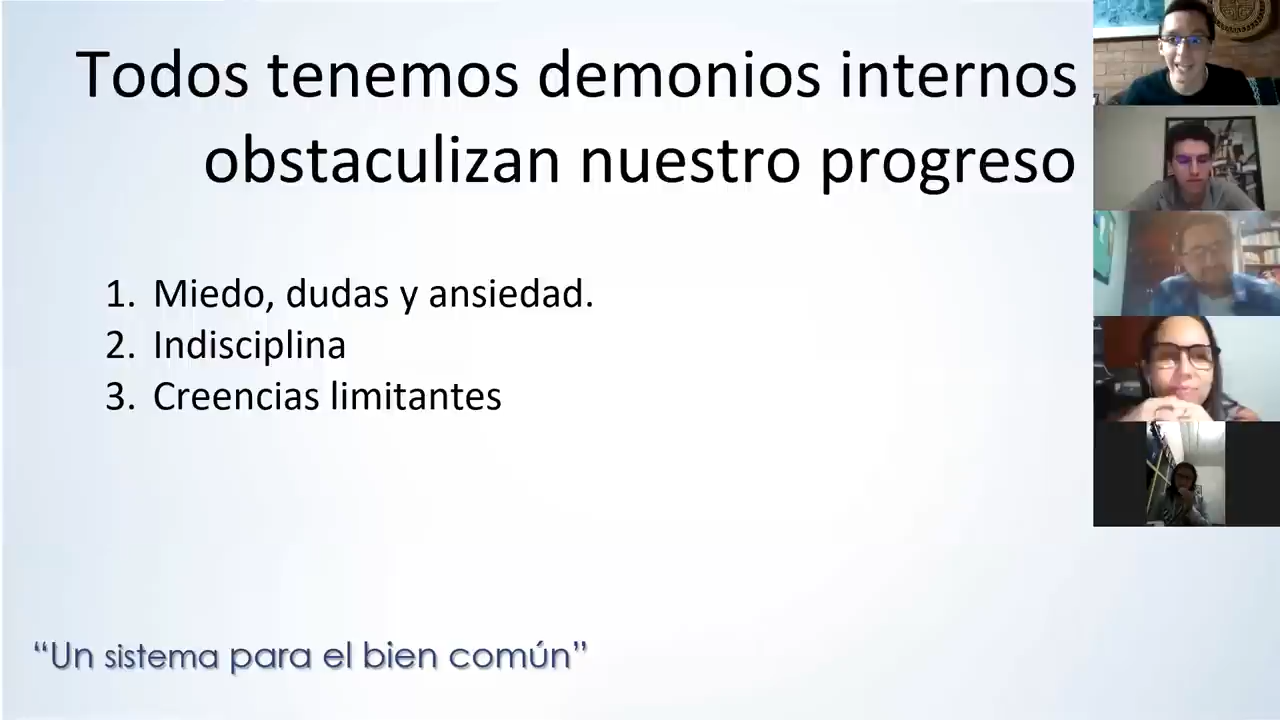 Todos tenemos demonios internos
obstaculizan nuestro progreso
1. Miedo, dudas y ansiedad.
2. Indisciplina
3. Creencias limitantes
“Un sistema para el bien común”